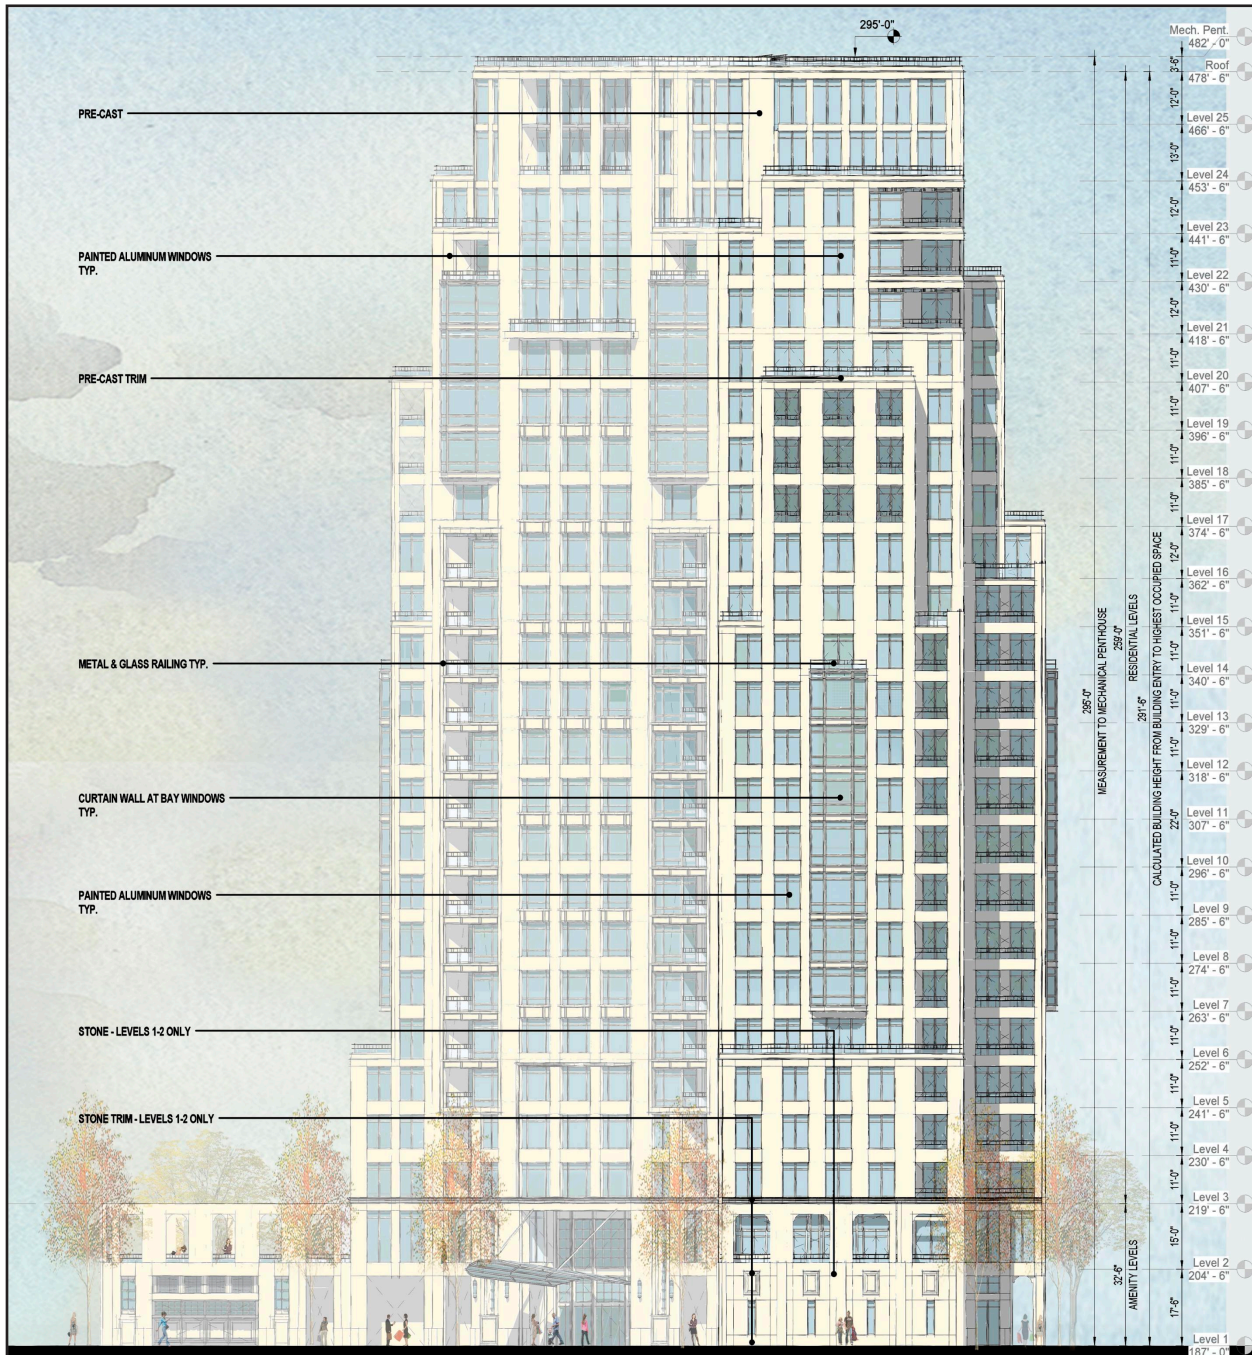 295'-0"
Mech. Pent.
482' - 0"
3'-6"
Roof
478' - 6"
12'-0"
PRE-CAST
Level 25
466' - 6"
13'-0"
Level 24
453' - 6"
12'-0"
Level 23
441' - 6"
PAINTED ALUMINUM WINDOWS
TYP.
11'-0"
Level 22
430' - 6"
12'-0"
Level 21
418' - 6"
11'-0"
PRE-CAST TRIM
Level 20
407' - 6"
11'-0"
Level 19
396' - 6"
11'-0"
Level 18
385' - 6"
11'-0"
Level 17
374' - 6"
12'-0"
Level 16
362' - 6"
11'-0"
Level 15
351' - 6"
11'-0"
METAL & GLASS RAILING TYP.
Level 14
340' - 6"
11'-0"
Level 13
329' - 6"
11'-0"
Level 12
318' - 6"
CURTAIN WALL AT BAY WINDOWS
TYP.
22'-0"
Level 11
307' - 6"
Level 10
296' - 6"
11'-0"
PAINTED ALUMINUM WINDOWS
TYP.
Level 9
285' - 6"
11'-0"
Level 8
274' - 6"
11'-0"
Level 7
263' - 6"
11'-0"
STONE - LEVELS 1-2 ONLY
Level 6
252' - 6"
11'-0"
Level 5
241' - 6"
STONE TRIM - LEVELS 1-2 ONLY
11'-0"
Level 4
230' - 6"
11'-0"
Level 3
219' - 6"
15'-0"
Level 2
204' - 6"
17'-6"
Level 1
187' - 0"
295'-0"
MEASUREMENT TO MECHANICAL PENTHOUSE
259'-0"
RESIDENTIAL LEVELS
291'-6"
CALCULATED BUILDING HEIGHT FROM BUILDING ENTRY TO HIGHEST OCCUPIED SPACE
32'-6"
AMENITY LEVELS